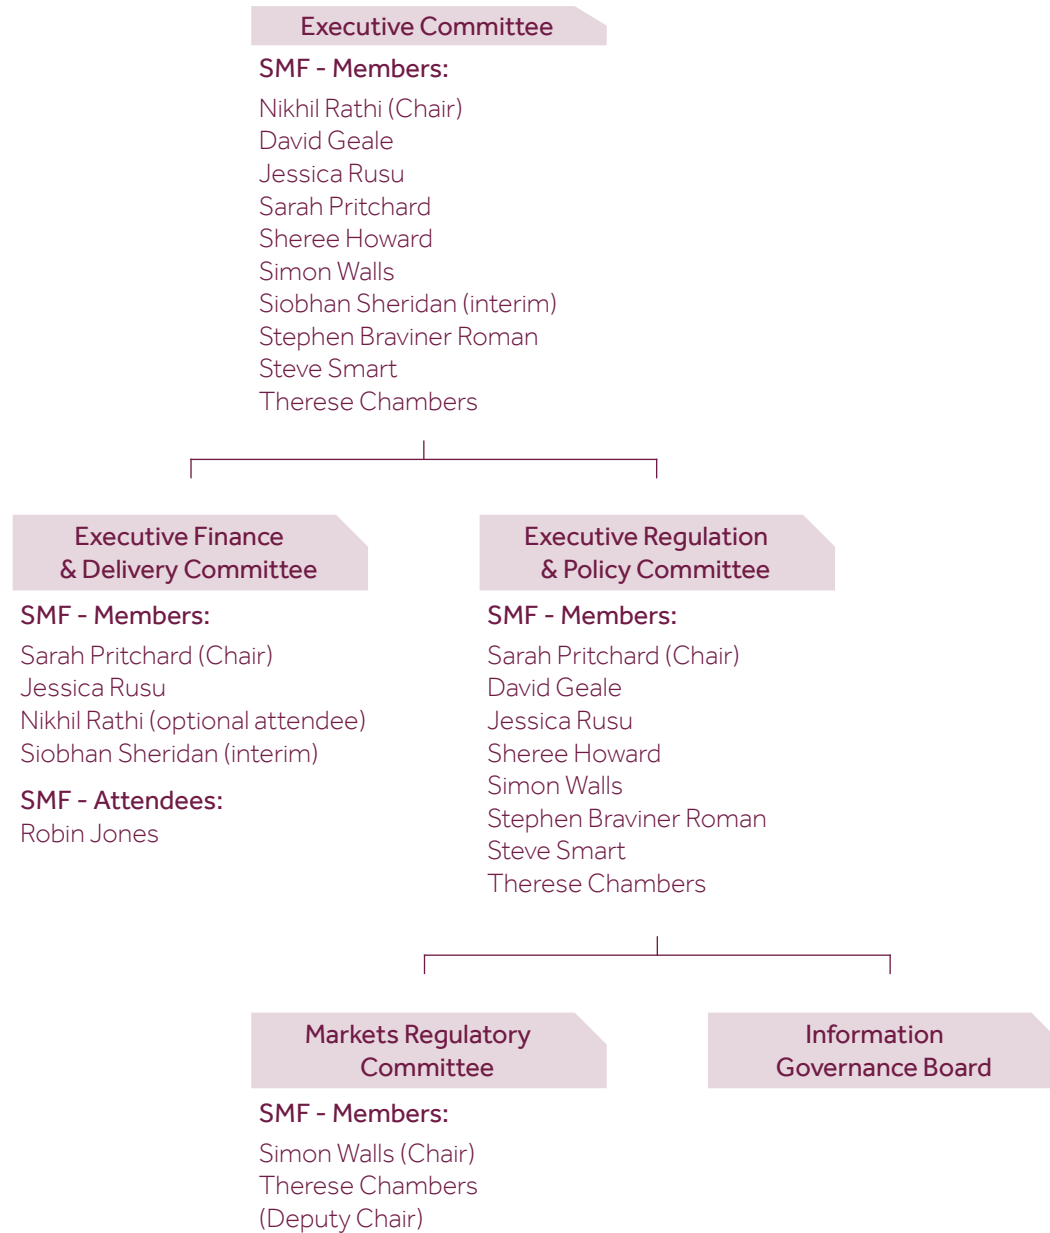 Executive Committee
SMF - Members:
Nikhil Rathi (Chair)
David Geale
Jessica Rusu
Sarah Pritchard
Sheree Howard
Simon Walls
Siobhan Sheridan (interim)
Stephen Braviner Roman
Steve Smart
Therese Chambers
Executive Finance
& Delivery Committee
SMF - Members:
Sarah Pritchard (Chair)
Jessica Rusu
Nikhil Rathi (optional attendee)
Siobhan Sheridan (interim)
SMF - Attendees:
Robin Jones
Executive Regulation
& Policy Committee
SMF - Members:
Sarah Pritchard (Chair)
David Geale
Jessica Rusu
Sheree Howard
Simon Walls
Stephen Braviner Roman
Steve Smart
Therese Chambers
Markets Regulatory
Committee
SMF - Members:
Simon Walls (Chair)
Therese Chambers
(Deputy Chair)
Information
Governance Board